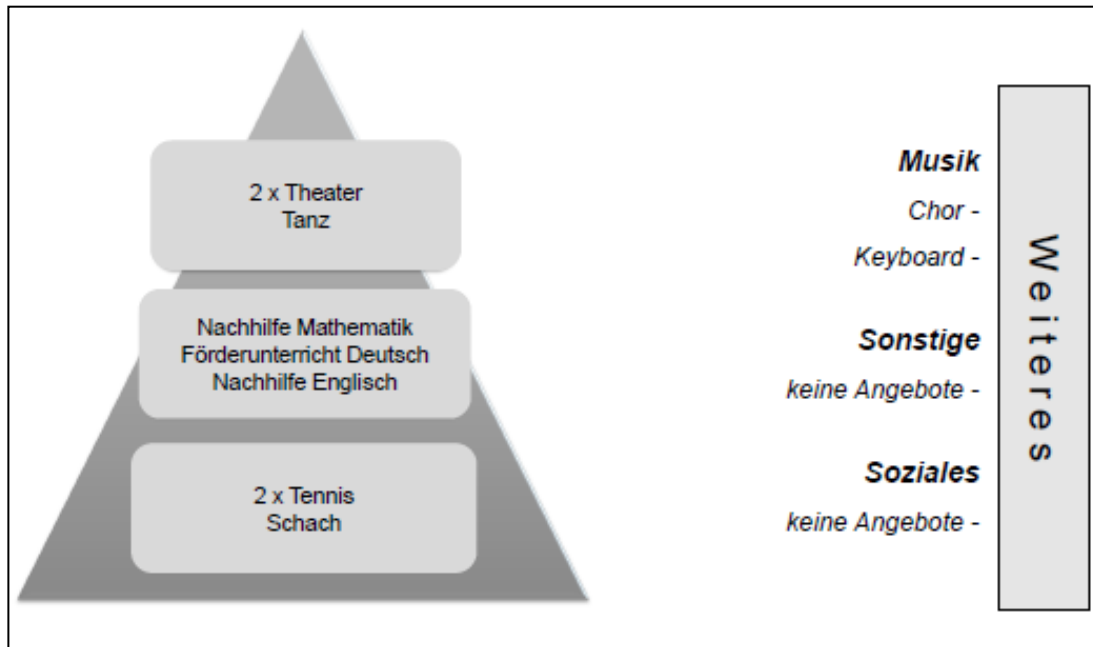 2 x Theater
Tanz
Nachhilfe Mathematik
Förderunterricht Deutsch
Nachhilfe Englisch
2 x Tennis
Schach
Musik
Chor -
Keyboard -
Sonstige
keine Angebote -
Soziales
keine Angebote -
Weiteres